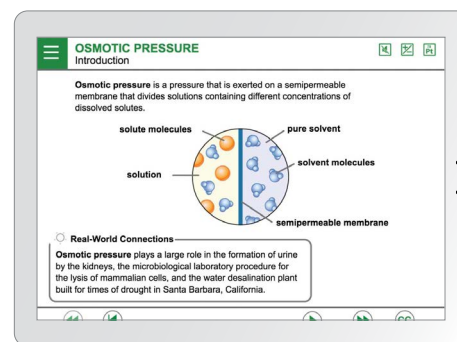 OSMOTIC PRESSURE
Introduction
Pt
Osmotic pressure is a pressure that is exerted on a semipermeable
membrane that divides solutions containing different concentrations of
dissolved solutes.
solute molecules
pure solvent
solution
solvent molecules
semipermeable membrane
Real-World Connections
Osmotic pressure plays a large role in the formation of urine
by the kidneys, the microbiological laboratory procedure for
the lysis of mammalian cells, and the water desalination plant
built for times of drought in Santa Barbara, California.
CC